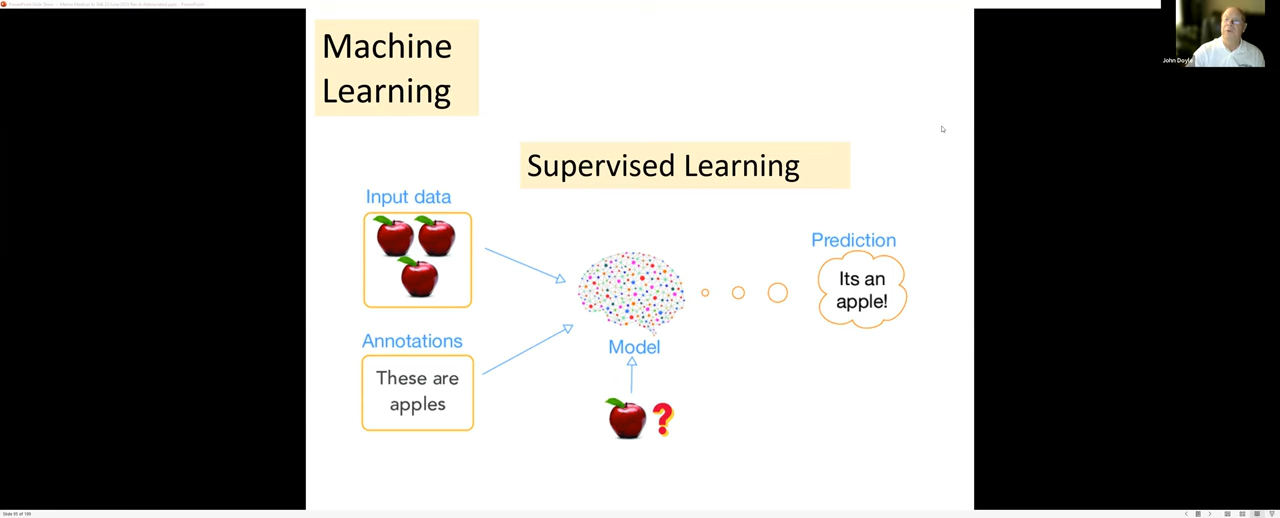 Machine
Learning
John Doyle
Supervised Learning
Input data
Prediction
Its an
apple!
Annotations
Model
These are
apples
?